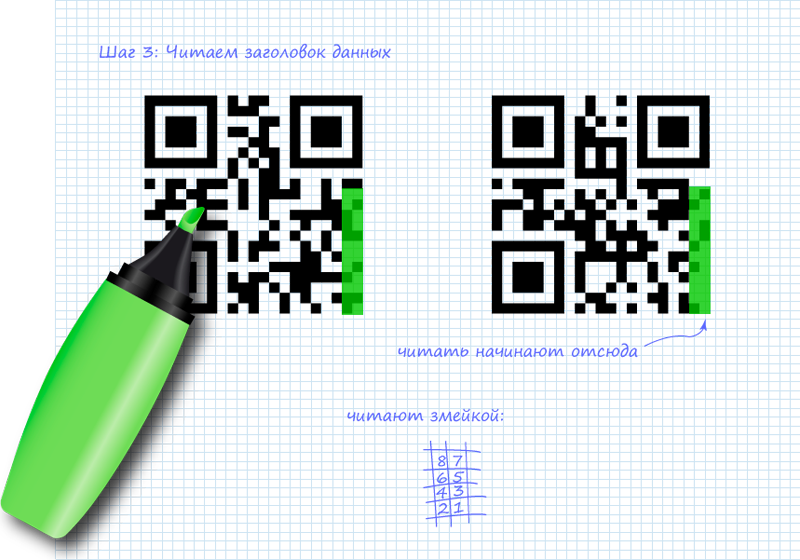 Шаг 3: Читаем заголовок данных
читать начинают отсюда
читают змейкой:
8 7
6 5
4 3
2 1